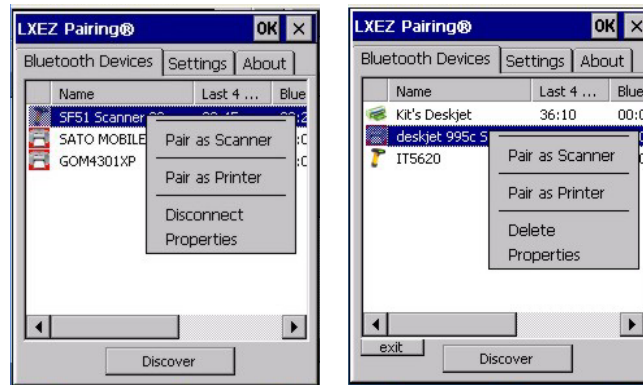 LXEZ Pairing® OK ×
Bluetooth Devices Settings About
Name Last 4 ... Blue
SF51 Scanner
SATO MOBILE
GOM4301XP
Pair as Scanner
Pair as Printer
Disconnect
Properties
Discover
LXEZ Pairing® OK ×
Bluetooth Devices Settings About
Name Last 4 ... Blue
Kit's Deskjet 36:10 00:0
deskjet 995c S
IT5620
Pair as Scanner
Pair as Printer
Delete
Properties
exit
Discover